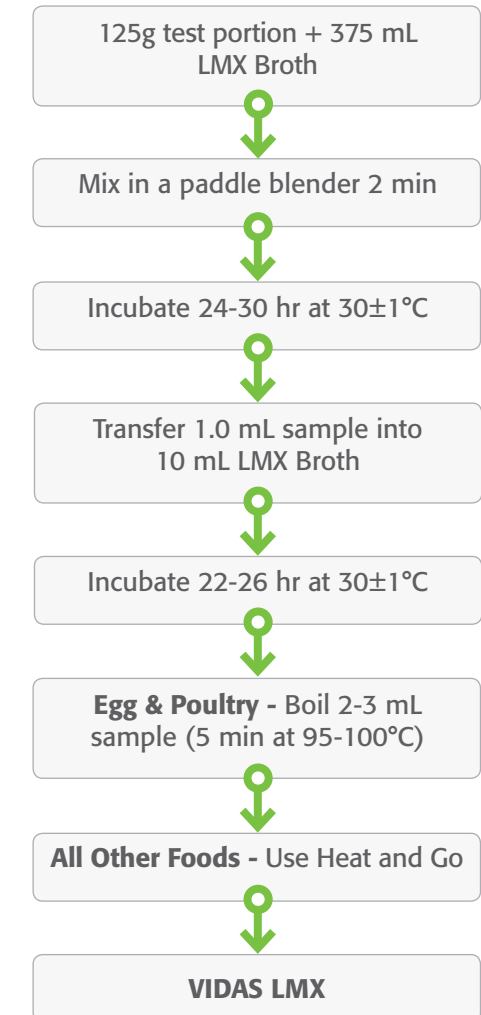 125g test portion + 375 mL
LMX Broth
Mix in a paddle blender 2 min
Incubate 24-30 hr at 30±1°C
Transfer 1.0 mL sample into
10 mL LMX Broth
Incubate 22-26 hr at 30±1°C
Egg & Poultry - Boil 2-3 mL
sample (5 min at 95-100°C)
All Other Foods - Use Heat and Go
VIDAS LMX